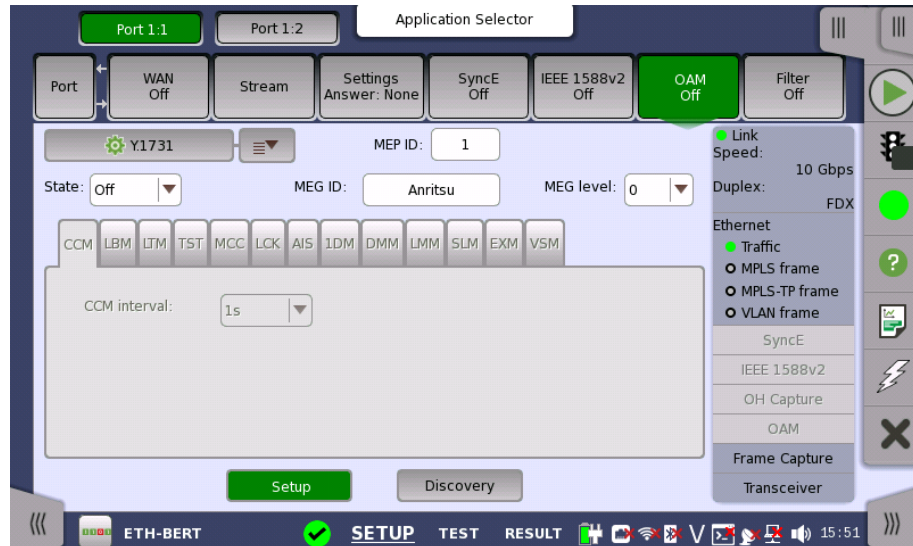 Application Selector
Port 1:1
Port 1:2
Port
WAN
Off
Stream
Settings
Answer: None
SyncE
Off
IEEE 1588v2
Off
OAM
Off
Filter
Off
Y.1731
MEP ID:
1
State:
Off
MEG ID:
Anritsu
MEG level:
0
CCM
LBM
LTM
TST
MCC
LCK
AIS
1DM
DMM
LMM
SLM
EXM
VSM
CCM interval:
1s
Link
Speed:
10 Gbps
Duplex:
FDX
Ethernet
Traffic
MPLS frame
MPLS-TP frame
VLAN frame
SyncE
IEEE 1588v2
OH Capture
OAM
Frame Capture
Transceiver
Setup
Discovery
ETH-BERT
SETUP
TEST
RESULT
V
15:51